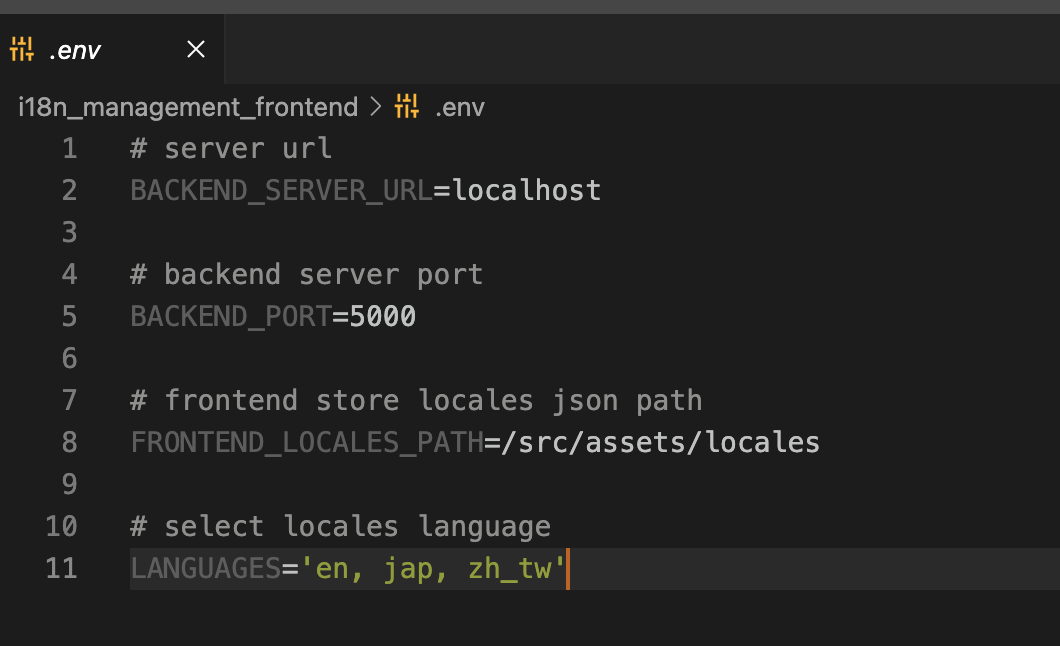 .env
i18n_management_frontend > .env
1 # server url
2 BACKEND_SERVER_URL=localhost
3
4 # backend server port
5 BACKEND_PORT=5000
6
7 # frontend store locales json path
8 FRONTEND_LOCALES_PATH=/src/assets/locales
9
10 # select locales language
11 LANGUAGES='en, jap, zh_tw'